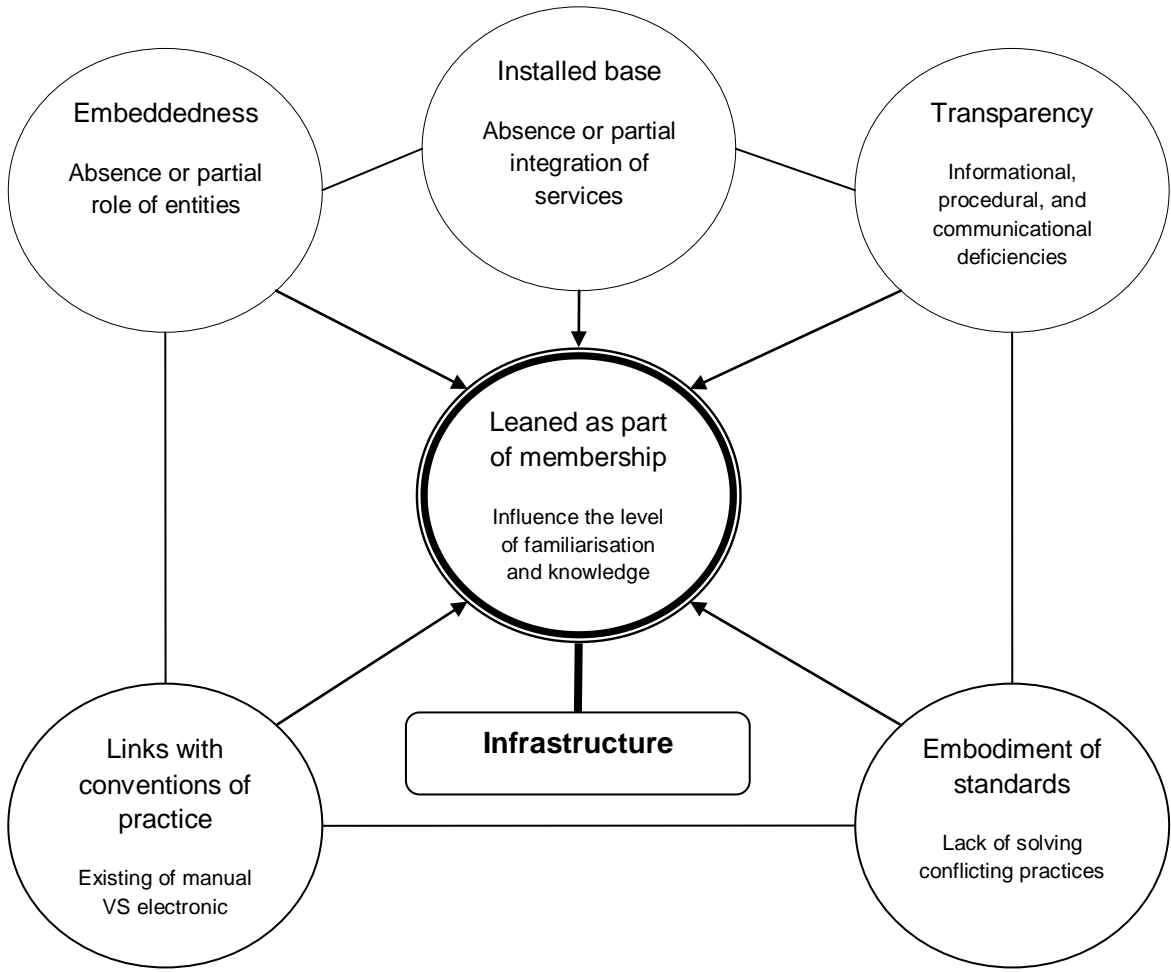 Embeddedness
Absence or partial
role of entities
Installed base
Absence or partial
integration of
services
Transparency
Informational,
procedural, and
communicational
deficiencies
Leaned as part
of membership
Influence the level
of familiarisation
and knowledge
Infrastructure
Links with
conventions of
practice
Existing of manual
VS electronic
Embodiment of
standards
Lack of solving
conflicting practices